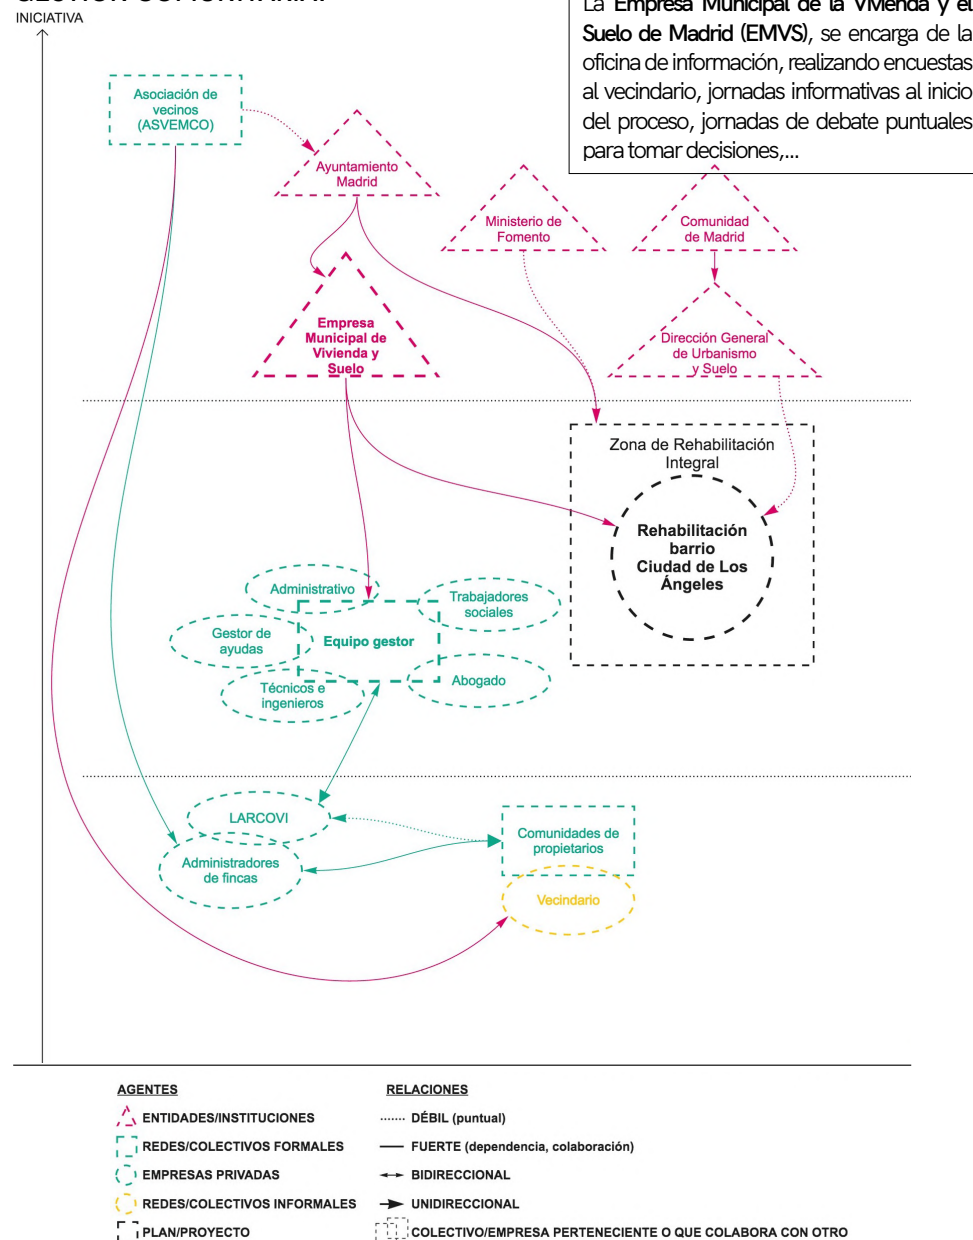 GESTIÓN COMUNITARIA.
INICIATIVA
La Empresa Municipal de la Vivienda y el
Suelo de Madrid (EMVS), se encarga de la
oficina de información, realizando encuestas
al vecindario, jornadas informativas al inicio
del proceso, jornadas de debate puntuales
para tomar decisiones,...
Asociación de
vecinos
(ASVEMCO)
Ayuntamiento
Madrid
Ministerio de
Fomento
Comunidad
de Madrid
Empresa
Municipal de
Vivienda y
Suelo
Dirección General
de Urbanismo
y Suelo
Zona de Rehabilitación
Integral
Rehabilitación
barrio
Ciudad de Los
Ángeles
Administrativo
Trabajadores
sociales
Gestor de
ayudas
Equipo gestor
Técnicos e
ingenieros
Abogado
LARCOVI
Administradores
de fincas
Comunidades de
propietarios
Vecindario
AGENTES
ENTIDADES/INSTITUCIONES
REDES/COLECTIVOS FORMALES
EMPRESAS PRIVADAS
REDES/COLECTIVOS INFORMALES
PLAN/PROYECTO
RELACIONES
DÉBIL (puntual)
FUERTE (dependencia, colaboración)
BIDIRECCIONAL
UNIDIRECCIONAL
COLECTIVO/EMPRESA PERTENECIENTE O QUE COLABORA CON OTRO